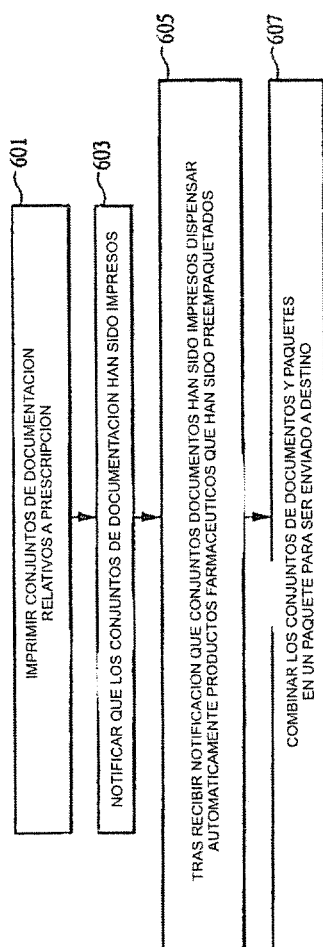 601
IMPRIMIR CONJUNTOS DE DOCUMENTACION
RELATIVOS A PRESCRIPCION
603
NOTIFICAR QUE LOS CONJUNTOS DE DOCUMENTACION HAN SIDO IMPRESOS
605
TRAS RECIBIR NOTIFICACION QUE CONJUNTOS DOCUMENTOS HAN SIDO IMPRESOS DISPENSAR
AUTOMATICAMENTE PRODUCTOS FARMACEUTICOS QUE HAN SIDO PREEMPAQUETADOS
607
COMBINAR LOS CONJUNTOS DE DOCUMENTOS Y PAQUETES
EN UN PAQUETE PARA SER ENVIADO A DESTINO